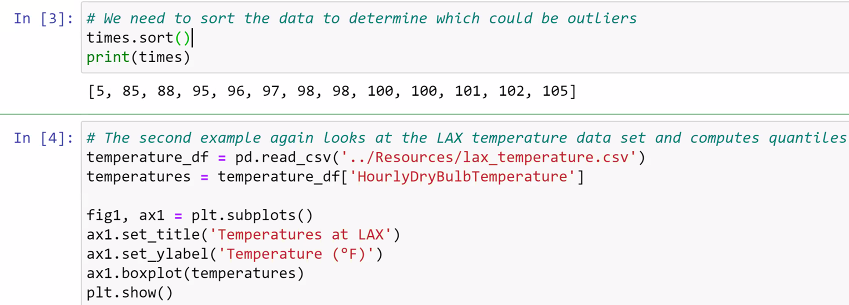 In [3]: # We need to sort the data to determine which could be outliers
times.sort()
print(times)
[5, 85, 88, 95, 96, 97, 98, 98, 100, 100, 101, 102, 105]
In [4]: # The second example again looks at the LAX temperature data set and computes quantiles
temperature_df = pd.read_csv('../Resources/lax_temperature.csv')
temperatures = temperature_df['HourlyDryBulbTemperature']
fig1, ax1 = plt.subplots()
ax1.set_title('Temperatures at LAX')
ax1.set_ylabel('Temperature (°F)')
ax1.boxplot(temperatures)
plt.show()